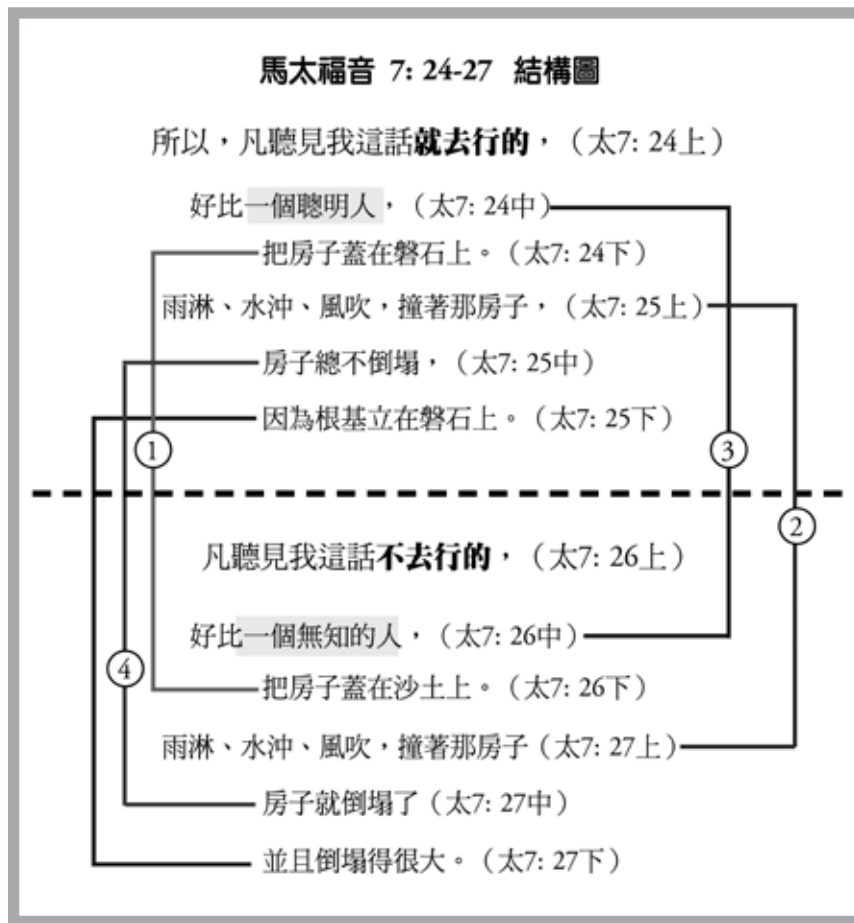 馬太福音 7: 24-27 結構圖
所以，凡聽見我這話就去行的，（太7: 24上）
好比一個聰明人，（太7: 24中）
把房子蓋在磐石上。（太7: 24下）
雨淋、水沖、風吹，撞著那房子，（太7: 25上）
房子總不倒塌，（太7: 25中）
因為根基立在磐石上。（太7: 25下）
①
③
②
凡聽見我這話不去行的，（太7: 26上）
好比一個無知的人，（太7: 26中）
④
把房子蓋在沙土上。（太7: 26下）
雨淋、水沖、風吹，撞著那房子（太7: 27上）
房子就倒塌了（太7: 27中）
並且倒塌得很大。（太7: 27下）